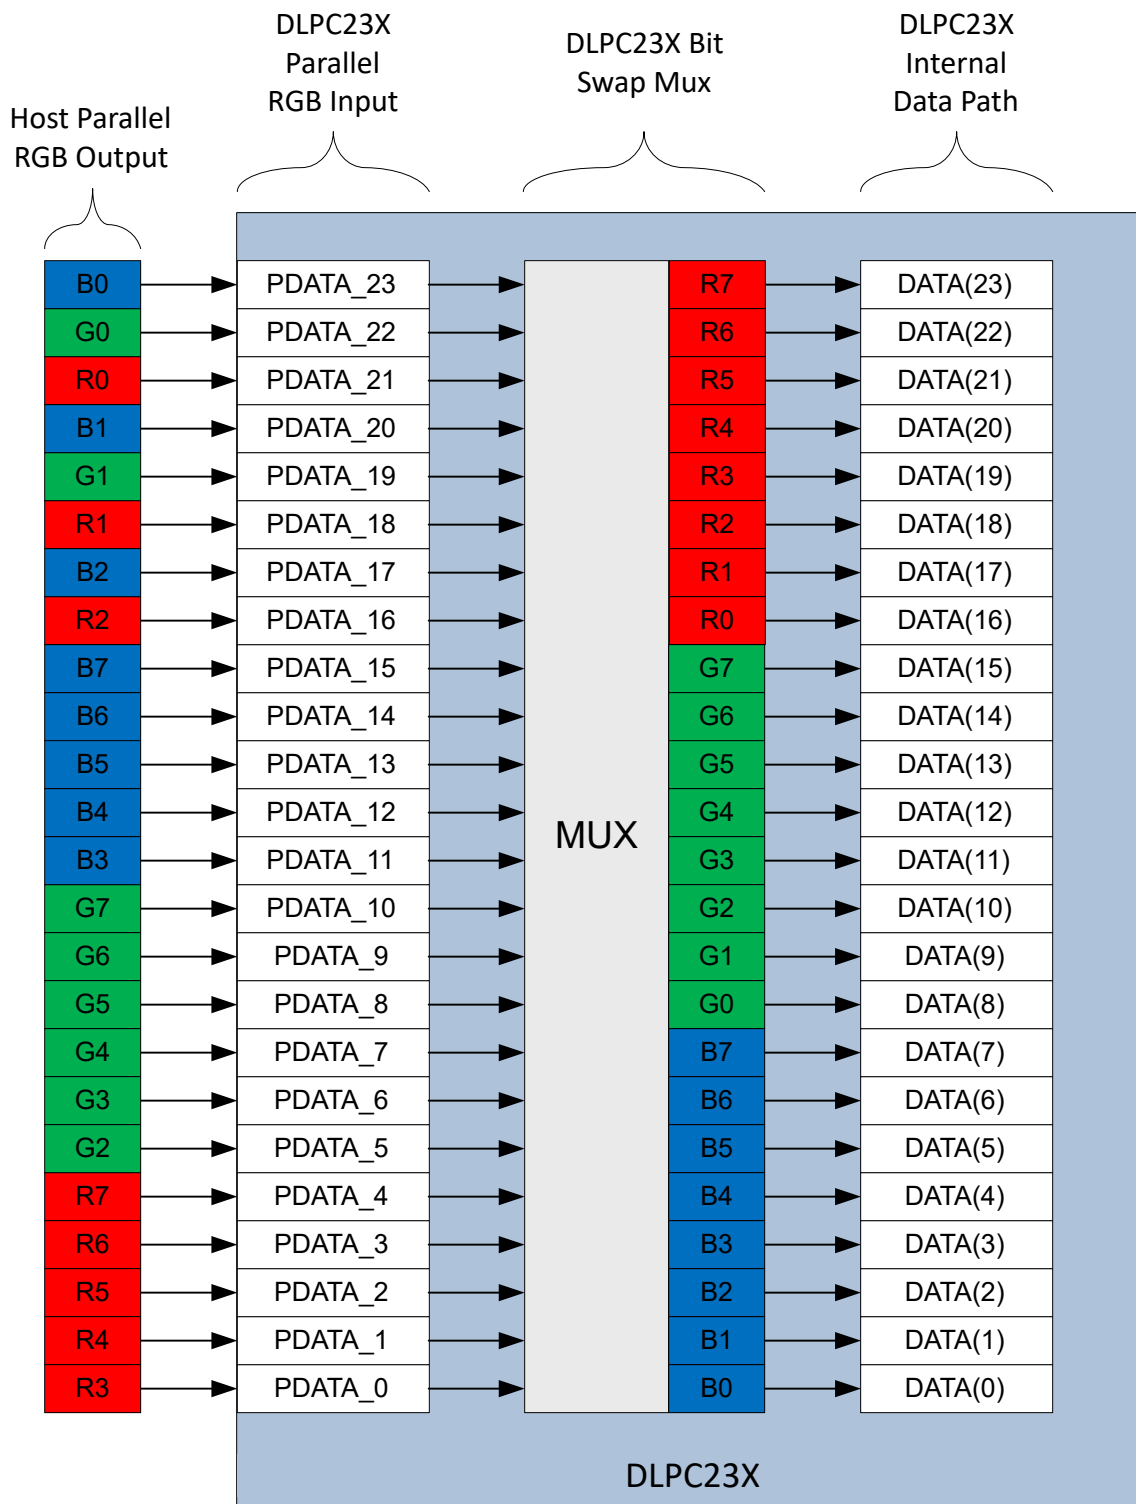 DLPC23X
Parallel
RGB Input
DLPC23X Bit
Swap Mux
DLPC23X
Internal
Data Path
Host Parallel
RGB Output
B0 PDATA_23 R7 DATA(23)
G0 PDATA_22 R6 DATA(22)
R0 PDATA_21 R5 DATA(21)
B1 PDATA_20 R4 DATA(20)
G1 PDATA_19 R3 DATA(19)
R1 PDATA_18 R2 DATA(18)
B2 PDATA_17 R1 DATA(17)
R2 PDATA_16 R0 DATA(16)
B7 PDATA_15 G7 DATA(15)
B6 PDATA_14 G6 DATA(14)
B5 PDATA_13 G5 DATA(13)
B4 PDATA_12 G4 DATA(12)
MUX
B3 PDATA_11 G3 DATA(11)
G7 PDATA_10 G2 DATA(10)
G6 PDATA_9 G1 DATA(9)
G5 PDATA_8 G0 DATA(8)
G4 PDATA_7 B7 DATA(7)
G3 PDATA_6 B6 DATA(6)
G2 PDATA_5 B5 DATA(5)
R7 PDATA_4 B4 DATA(4)
R6 PDATA_3 B3 DATA(3)
R5 PDATA_2 B2 DATA(2)
R4 PDATA_1 B1 DATA(1)
R3 PDATA_0 B0 DATA(0)
DLPC23X